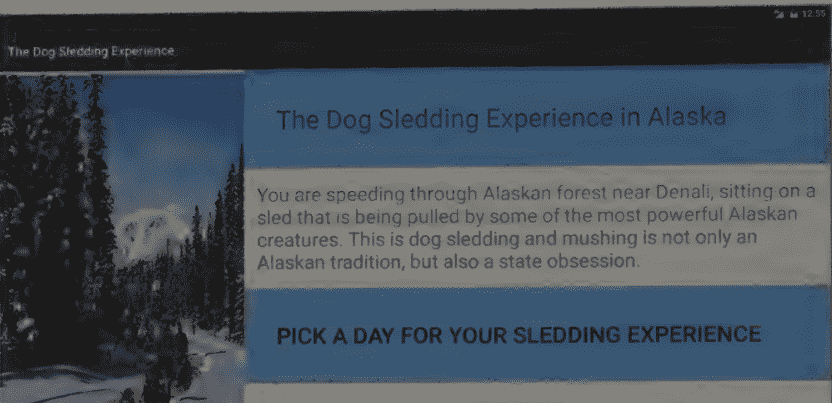 12:55
The Dog Sledding Experience
The Dog Sledding Experience in Alaska
You are speeding through Alaskan forest near Denali, sitting on a
sled that is being pulled by some of the most powerful Alaskan
creatures. This is dog sledding and mushing is not only an
Alaskan tradition, but also a state obsession.
PICK A DAY FOR YOUR SLEDDING EXPERIENCE